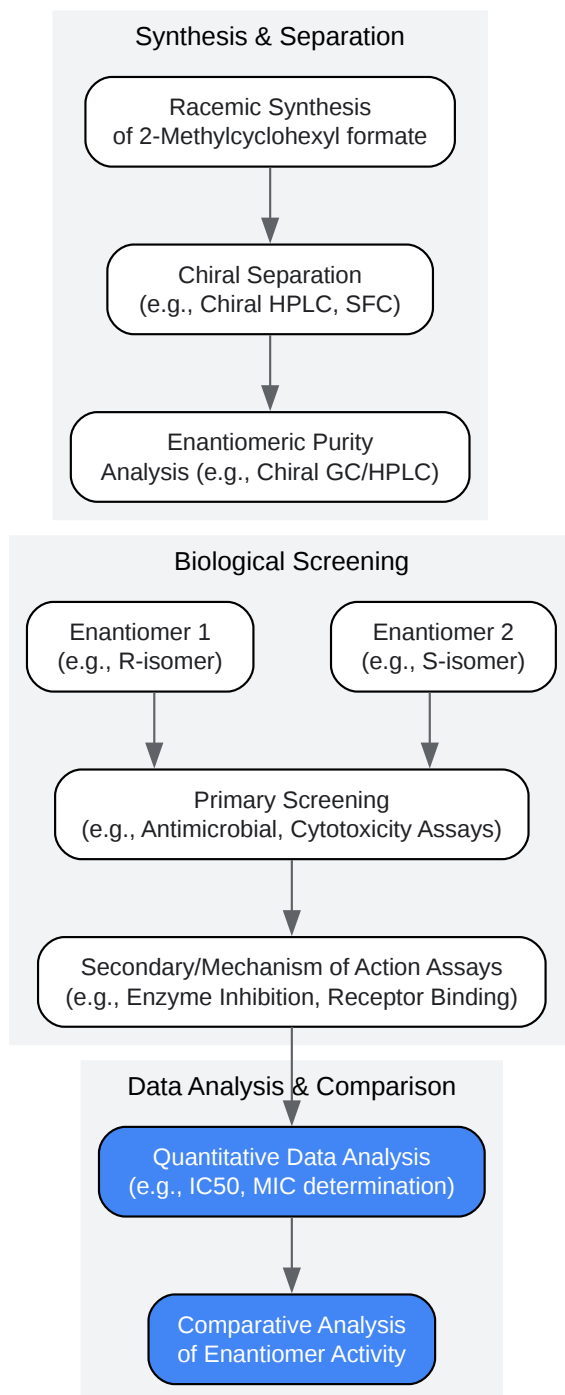 Synthesis & Separation
Racemic Synthesis
of 2-Methylcyclohexyl formate
Chiral Separation
(e.g., Chiral HPLC, SFC)
Enantiomeric Purity
Analysis (e.g., Chiral GC/HPLC)
Biological Screening
Enantiomer 1
(e.g., R-isomer)
Enantiomer 2
(e.g., S-isomer)
Primary Screening
(e.g., Antimicrobial, Cytotoxicity Assays)
Secondary/Mechanism of Action Assays
(e.g., Enzyme Inhibition, Receptor Binding)
Data Analysis & Comparison
Quantitative Data Analysis
(e.g., IC50, MIC determination)
Comparative Analysis
of Enantiomer Activity